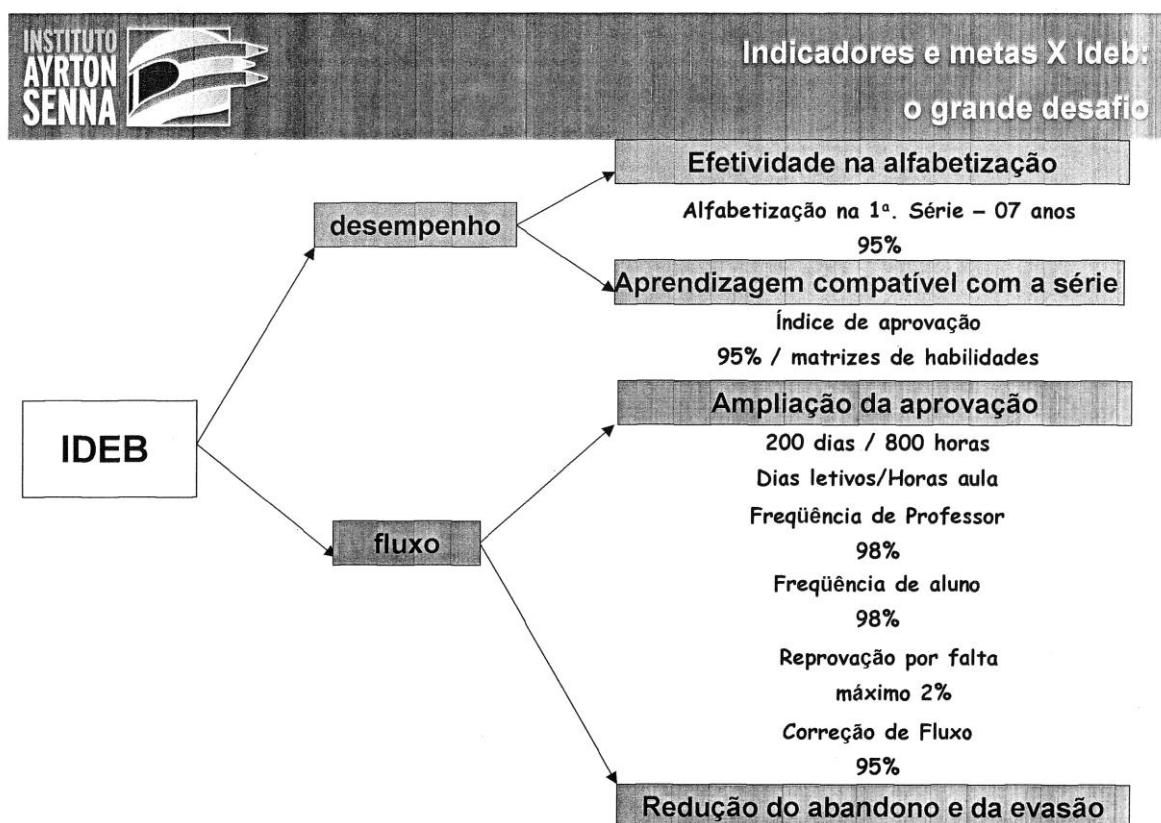 INSTITUTO
AYRTON
SENNA
Indicadores e metas X Ideb:
o grande desafio
Efetividade na alfabetização
Alfabetização na 1ª. Série – 07 anos
95%
desempenho
Aprendizagem compatível com a série
Índice de aprovação
95% / matrizes de habilidades
IDEB
Ampliação da aprovação
200 dias / 800 horas
Dias letivos/Horas aula
Freqüência de Professor
98%
fluxo
Freqüência de aluno
98%
Reprovação por falta
máximo 2%
Correção de Fluxo
95%
Redução do abandono e da evasão